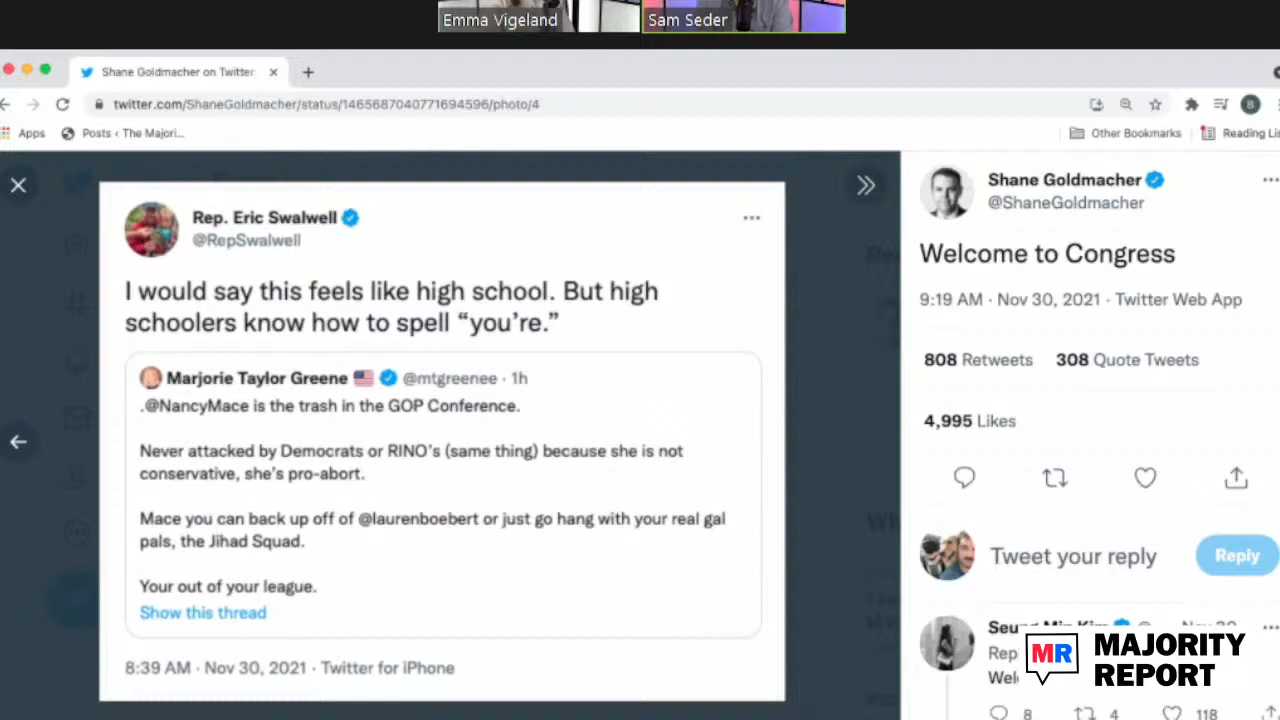 Emma Vigeland
Sam Seder
Shane Goldmacher on Twitter
twitter.com/ShaneGoldmacher/status/1465687040771694596/photo/4
Apps
Posts ‹ The Majori...
Other Bookmarks
Reading Lis
Rep. Eric Swalwell
@RepSwalwell
I would say this feels like high school. But high
schoolers know how to spell “you’re.”
Marjorie Taylor Greene @mtgreenee · 1h
.@NancyMace is the trash in the GOP Conference.
Never attacked by Democrats or RINO’s (same thing) because she is not
conservative, she’s pro-abort.
Mace you can back up off of @laurenboebert or just go hang with your real gal
pals, the Jihad Squad.
Your out of your league.
Show this thread
8:39 AM · Nov 30, 2021 · Twitter for iPhone
Shane Goldmacher
@ShaneGoldmacher
Welcome to Congress
9:19 AM · Nov 30, 2021 · Twitter Web App
808 Retweets 308 Quote Tweets
4,995 Likes
Tweet your reply
Reply
Rep
Wel
8 4 118
MR MAJORITY
REPORT